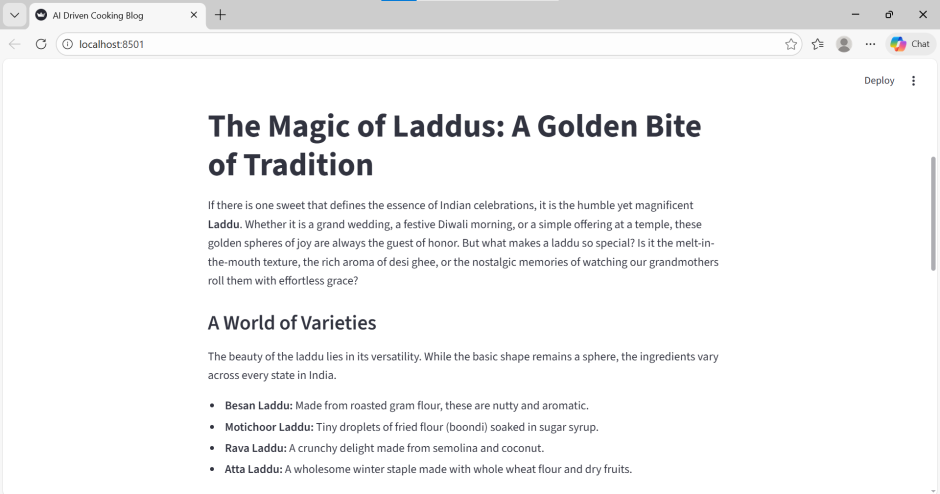 AI Driven Cooking Blog
localhost:8501
Chat
Deploy
The Magic of Laddus: A Golden Bite
of Tradition
If there is one sweet that defines the essence of Indian celebrations, it is the humble yet magnificent
Laddu. Whether it is a grand wedding, a festive Diwali morning, or a simple offering at a temple, these
golden spheres of joy are always the guest of honor. But what makes a laddu so special? Is it the melt-in-
the-mouth texture, the rich aroma of desi ghee, or the nostalgic memories of watching our grandmothers
roll them with effortless grace?
A World of Varieties
The beauty of the laddu lies in its versatility. While the basic shape remains a sphere, the ingredients vary
across every state in India.
• Besan Laddu: Made from roasted gram flour, these are nutty and aromatic.
• Motichoor Laddu: Tiny droplets of fried flour (boondi) soaked in sugar syrup.
• Rava Laddu: A crunchy delight made from semolina and coconut.
• Atta Laddu: A wholesome winter staple made with whole wheat flour and dry fruits.